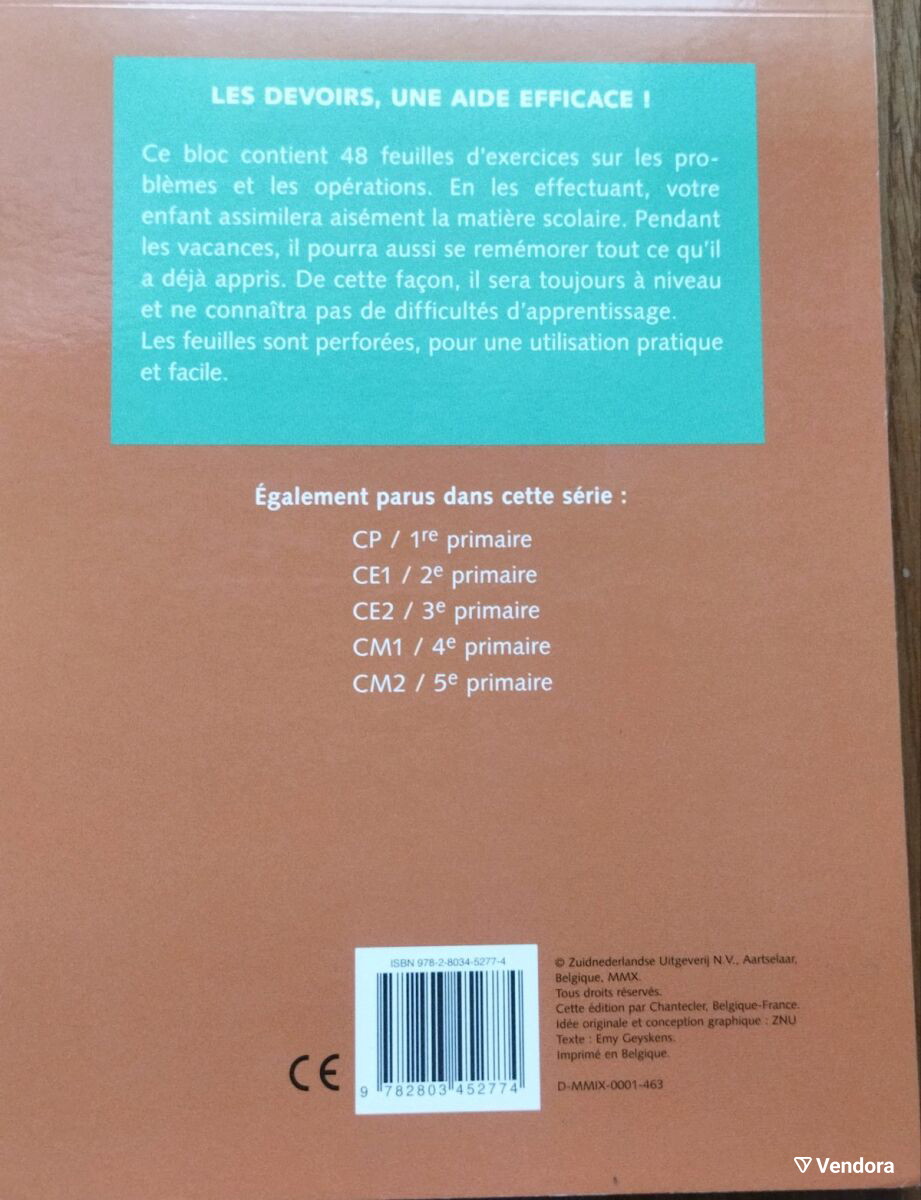 LES DEVOIRS, UNE AIDE EFFICACE !
Ce bloc contient 48 feuilles d'exercices sur les pro-
blèmes et les opérations. En les effectuant, votre
enfant assimilera aisément la matière scolaire. Pendant
les vacances, il pourra aussi se remémorer tout ce qu'il
a déjà appris. De cette façon, il sera toujours à niveau
et ne connaîtra pas de difficultés d'apprentissage.
Les feuilles sont perforées, pour une utilisation pratique
et facile.
Également parus dans cette série :
CP / 1re primaire
CE1 / 2e primaire
CE2 / 3e primaire
CM1 / 4e primaire
CM2 / 5e primaire
ISBN 978-2-8034-5277-4
9 782803 452774
CE
© Zuidnederlandse Uitgeverij N.V., Aartselaar,
Belgique, MMX.
Tous droits réservés.
Cette édition par Chantecler, Belgique-France.
Idée originale et conception graphique : ZNU
Texte : Emy Geyskens.
Imprimé en Belgique.
D-MMIX-0001-463
Vendora